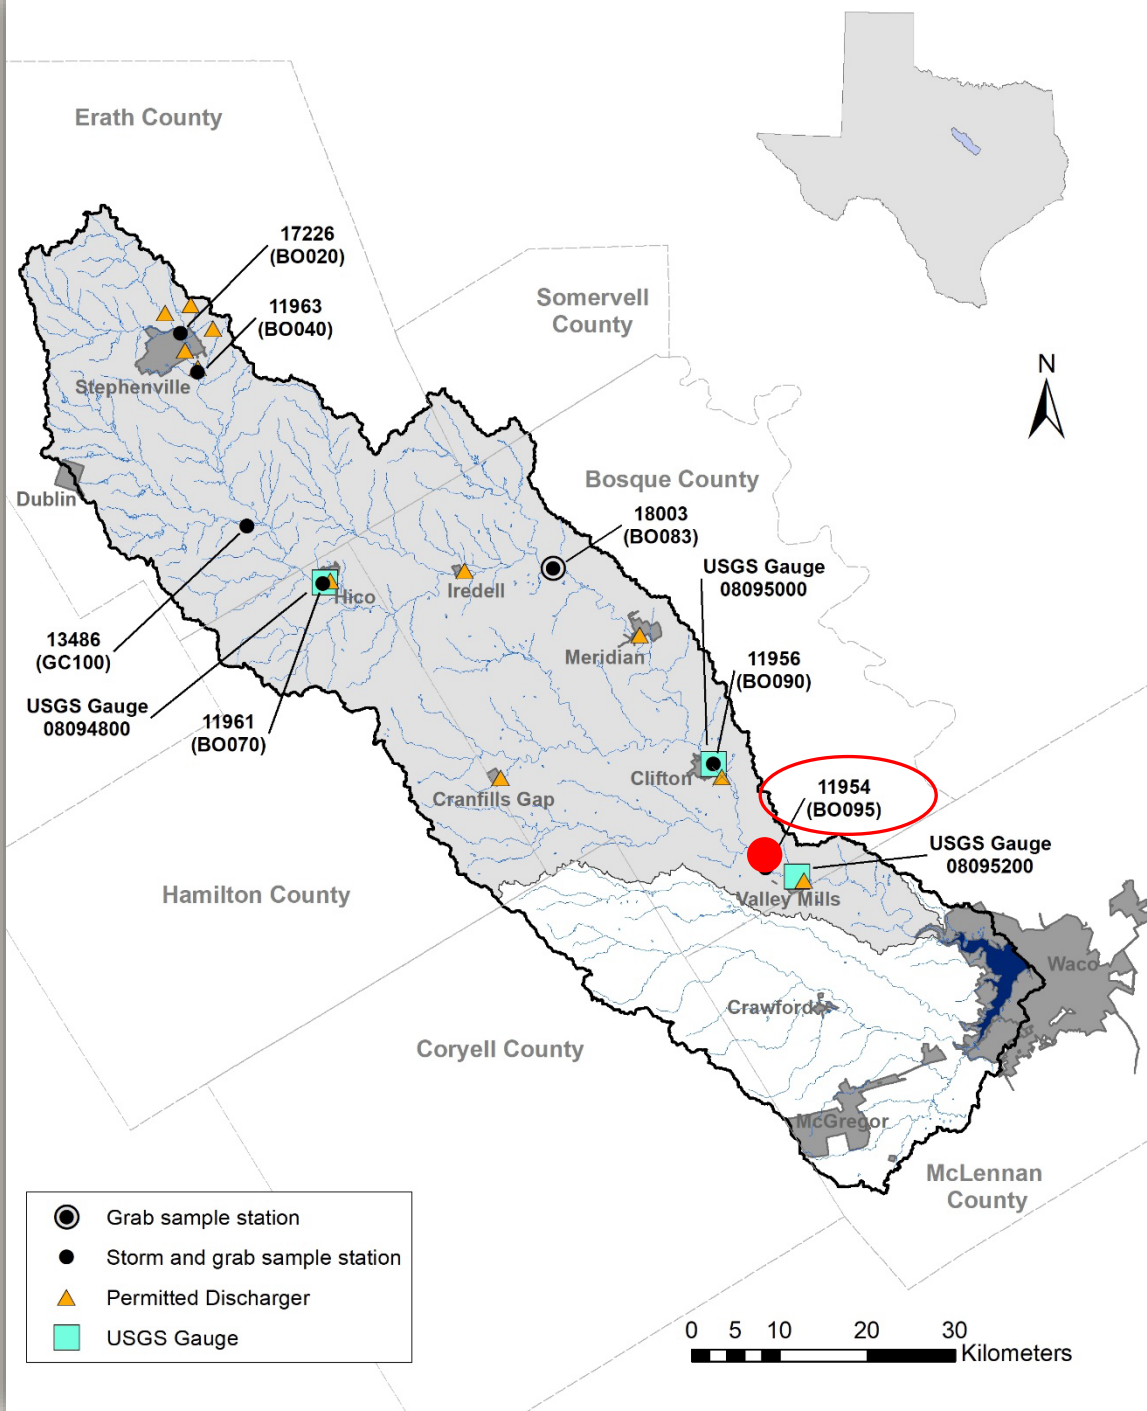 Erath County
17226
(BO020)
11963
(BO040)
Somervell
County
N
Stephenville
Dublin
Bosque County
18003
(BO083)
USGS Gauge
08095000
Hico
Iredell
13486
(GC100)
Meridian
11956
(BO090)
USGS Gauge
08094800
11961
(BO070)
Clifton
11954
(BO095)
Cranfills Gap
USGS Gauge
08095200
Hamilton County
Valley Mills
Waco
Crawford
Coryell County
McGregor
McLennan
County
Grab sample station
Storm and grab sample station
Permitted Discharger
USGS Gauge
0 5 10 20 30
Kilometers